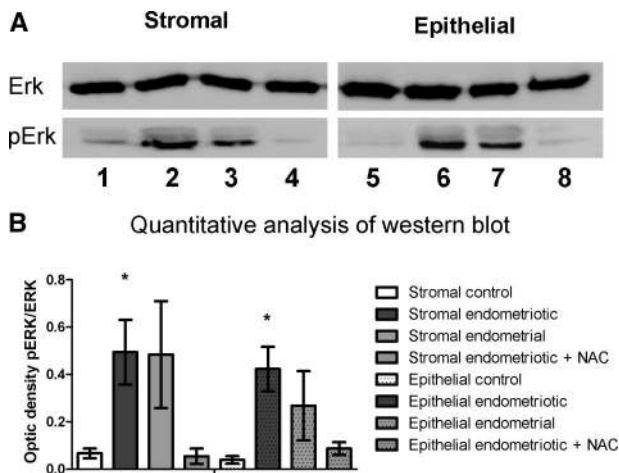 A
Stromal
Epithelial
Erk
pErk
1 2 3 4 5 6 7 8
B
Quantitative analysis of western blot
Optic density pERK/ERK
0.8
0.6
0.4
0.2
0.0
*
*
Stromal control
Stromal endometriotic
Stromal endometrial
Stromal endometriotic + NAC
Epithelial control
Epithelial endometriotic
Epithelial endometrial
Epithelial endometriotic + NAC